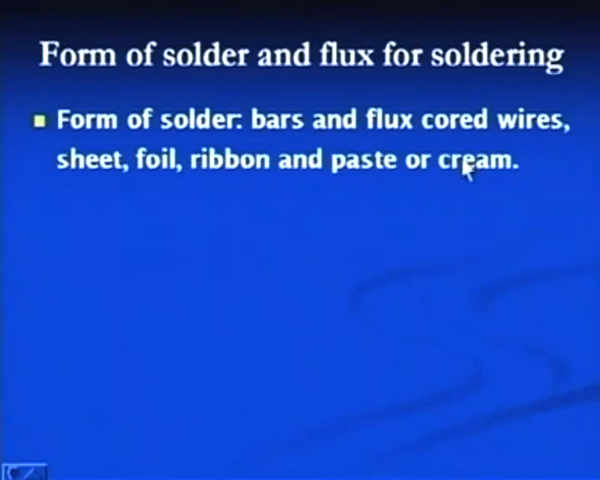 Form of solder and flux for soldering
Form of solder: bars and flux cored wires,
sheet, foil, ribbon and paste or cream.